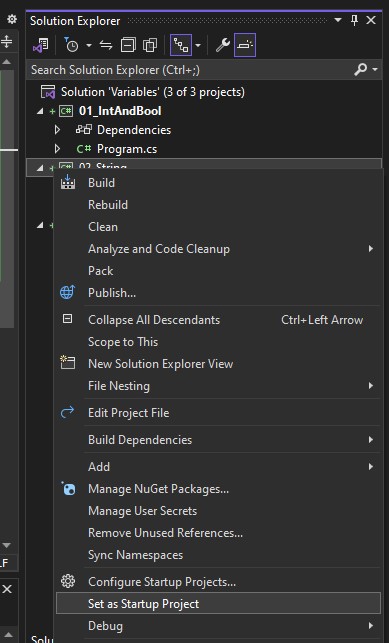 Solution Explorer
Search Solution Explorer (Ctrl+;)
Solution 'Variables' (3 of 3 projects)
C# 01_IntAndBool
Dependencies
C# Program.cs
C# 02_String
Build
Rebuild
Clean
Analyze and Code Cleanup
Pack
Publish...
Collapse All Descendants Ctrl+Left Arrow
Scope to This
New Solution Explorer View
File Nesting
Edit Project File
Build Dependencies
Add
Manage NuGet Packages...
Manage User Secrets
Remove Unused References...
Sync Namespaces
LF
Configure Startup Projects...
Set as Startup Project
Debug